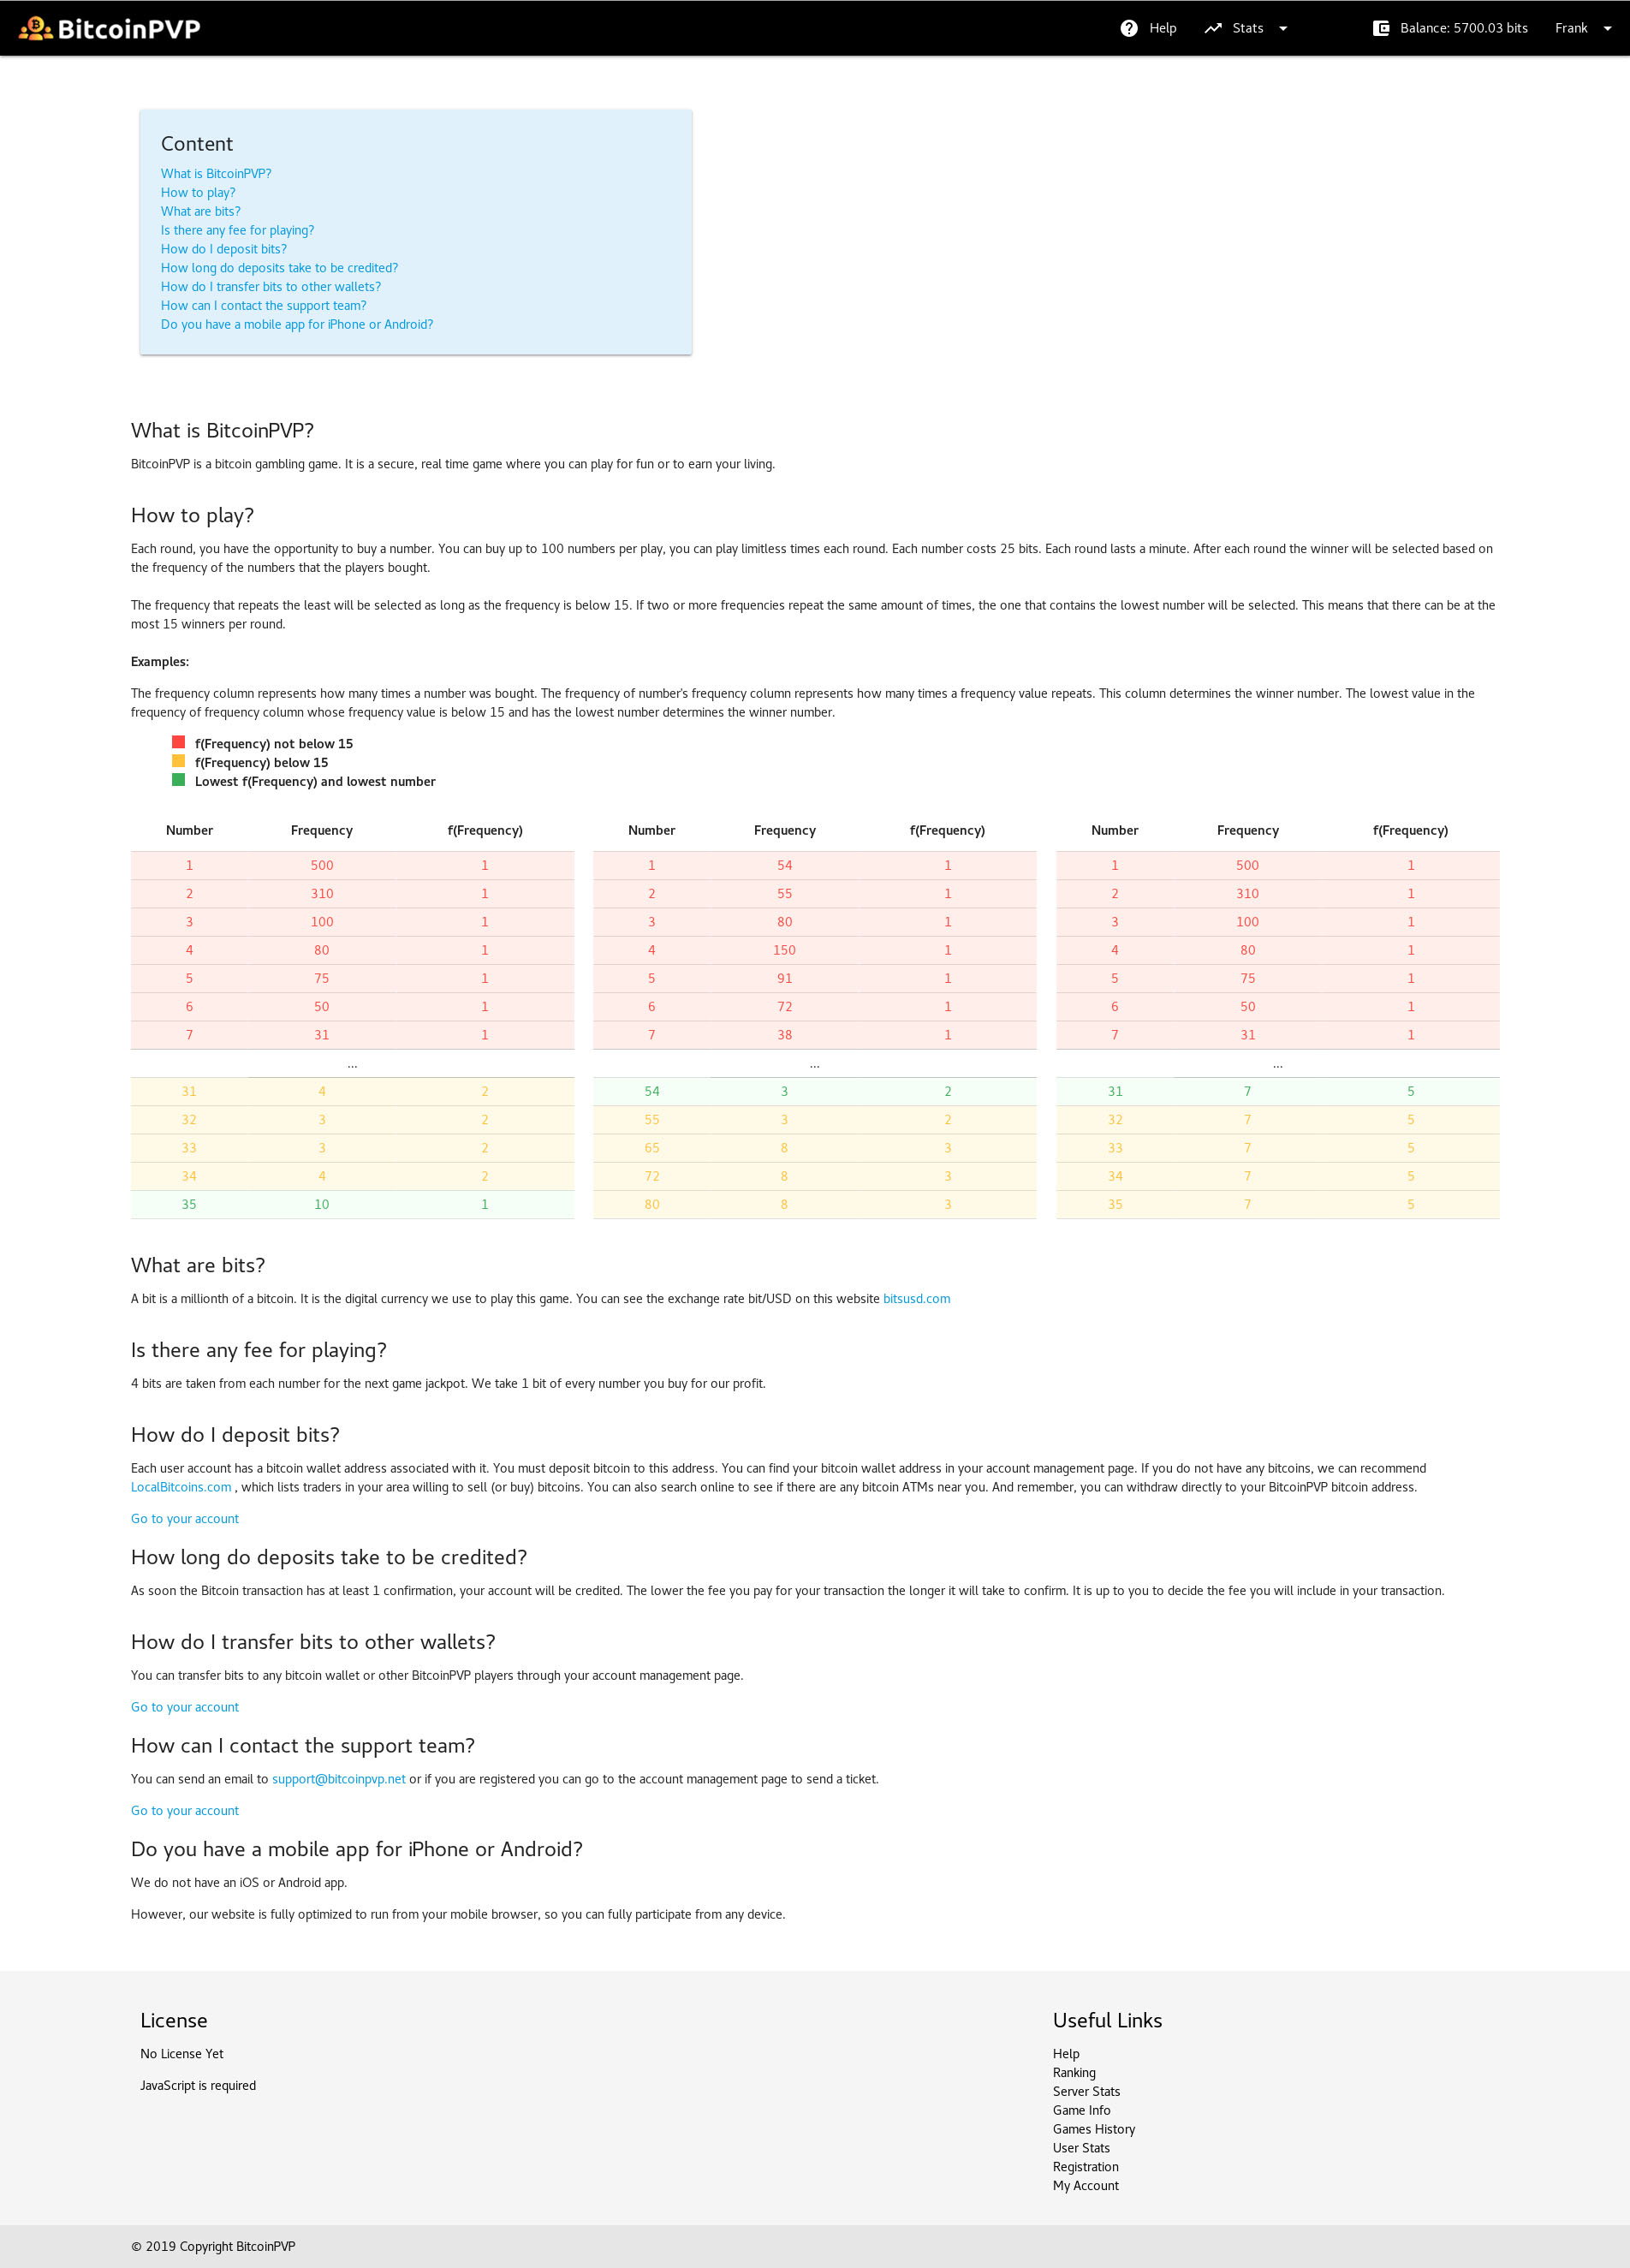 BitcoinPVP
Help Stats Balance: 5700.03 bits Frank
Content
What is BitcoinPVP?
How to play?
What are bits?
Is there any fee for playing?
How do I deposit bits?
How long do deposits take to be credited?
How do I transfer bits to other wallets?
How can I contact the support team?
Do you have a mobile app for iPhone or Android?
What is BitcoinPVP?
BitcoinPVP is a bitcoin gambling game. It is a secure, real time game where you can play for fun or to earn your living.
How to play?
Each round, you have the opportunity to buy a number. You can buy up to 100 numbers per play, you can play limitless times each round. Each number costs 25 bits. Each round lasts a minute. After each round the winner will be selected based on
the frequency of the numbers that the players bought.
The frequency that repeats the least will be selected as long as the frequency is below 15. If two or more frequencies repeat the same amount of times, the one that contains the lowest number will be selected. This means that there can be at the
most 15 winners per round.
Examples:
The frequency column represents how many times a number was bought. The frequency of number's frequency column represents how many times a frequency value repeats. This column determines the winner number. The lowest value in the
frequency of frequency column whose frequency value is below 15 and has the lowest number determines the winner number.
f(Frequency) not below 15
f(Frequency) below 15
Lowest f(Frequency) and lowest number
Number Frequency f(Frequency) Number Frequency f(Frequency) Number Frequency f(Frequency)
1 500 1 1 54 1 1 500 1
2 310 1 2 55 1 2 310 1
3 100 1 3 80 1 3 100 1
4 80 1 4 150 1 4 80 1
5 75 1 5 91 1 5 75 1
6 50 1 6 72 1 6 50 1
7 31 1 7 38 1 7 31 1
... ... ...
31 4 2 54 3 2 31 7 5
32 3 2 55 3 2 32 7 5
33 3 2 65 8 3 33 7 5
34 4 2 72 8 3 34 7 5
35 10 1 80 8 3 35 7 5
What are bits?
A bit is a millionth of a bitcoin. It is the digital currency we use to play this game. You can see the exchange rate bit/USD on this website bitsusd.com
Is there any fee for playing?
4 bits are taken from each number for the next game jackpot. We take 1 bit of every number you buy for our profit.
How do I deposit bits?
Each user account has a bitcoin wallet address associated with it. You must deposit bitcoin to this address. You can find your bitcoin wallet address in your account management page. If you do not have any bitcoins, we can recommend
LocalBitcoins.com , which lists traders in your area willing to sell (or buy) bitcoins. You can also search online to see if there are any bitcoin ATMs near you. And remember, you can withdraw directly to your BitcoinPVP bitcoin address.
Go to your account
How long do deposits take to be credited?
As soon the Bitcoin transaction has at least 1 confirmation, your account will be credited. The lower the fee you pay for your transaction the longer it will take to confirm. It is up to you to decide the fee you will include in your transaction.
How do I transfer bits to other wallets?
You can transfer bits to any bitcoin wallet or other BitcoinPVP players through your account management page.
Go to your account
How can I contact the support team?
You can send an email to support@bitcoinpvp.net or if you are registered you can go to the account management page to send a ticket.
Go to your account
Do you have a mobile app for iPhone or Android?
We do not have an iOS or Android app.
However, our website is fully optimized to run from your mobile browser, so you can fully participate from any device.
License
No License Yet
JavaScript is required
Useful Links
Help
Ranking
Server Stats
Game Info
Games History
User Stats
Registration
My Account
© 2019 Copyright BitcoinPVP